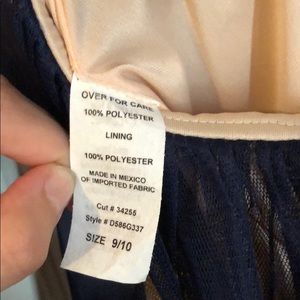 OVER FOR CARE
100% POLYESTER
LINING
100% POLYESTER
MADE IN MEXICO
OF IMPORTED FABRIC
Cut # 34255
Style # D586G337
SIZE 9/10